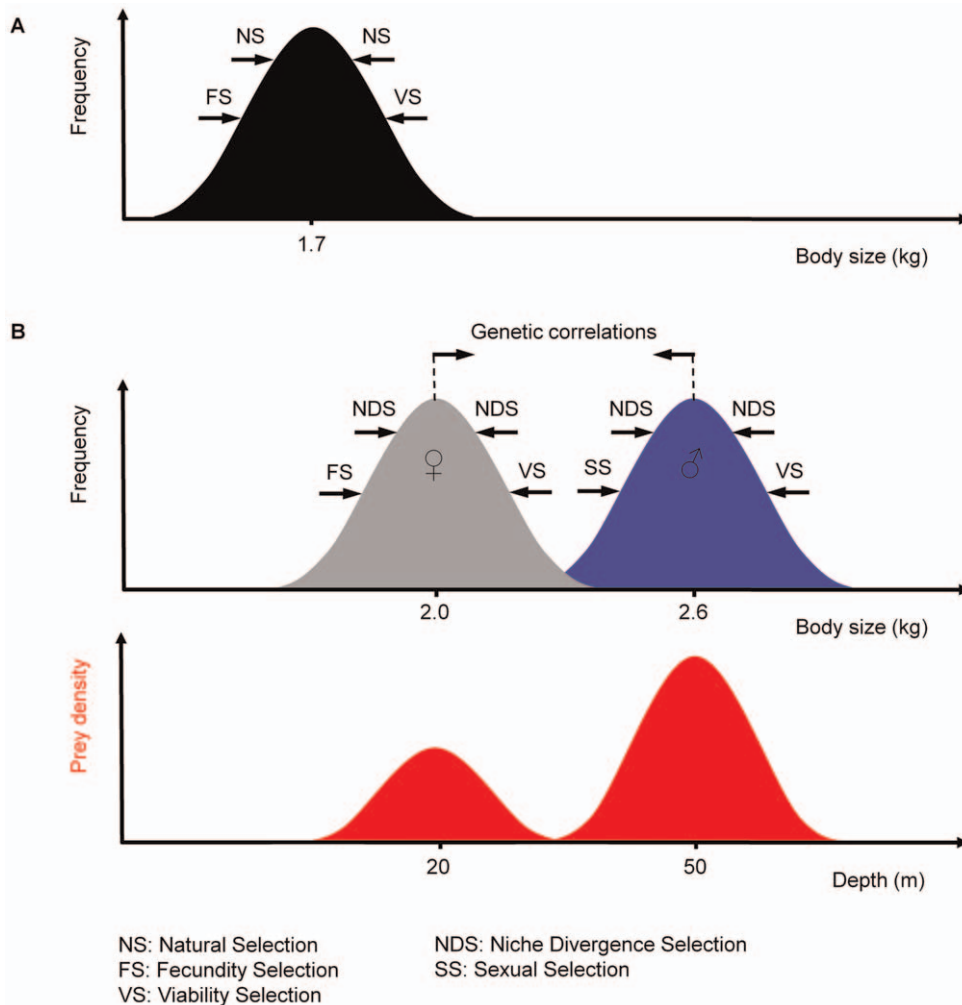 A
Frequency
NS NS
FS VS
1.7
Body size (kg)
B
Genetic correlations
Frequency
NDS NDS NDS NDS
FS VS SS VS
♀ ♂
2.0 2.6
Body size (kg)
Prey density
20 50
Depth (m)
NS: Natural Selection NDS: Niche Divergence Selection
FS: Fecundity Selection SS: Sexual Selection
VS: Viability Selection